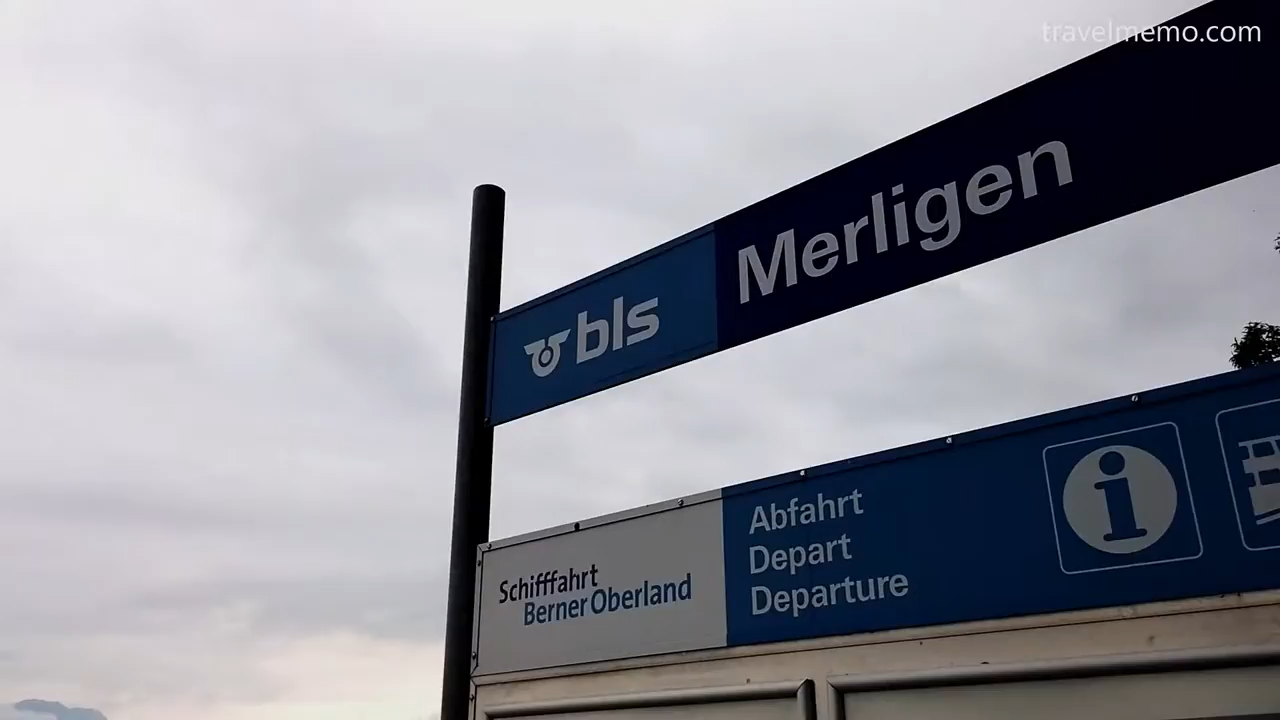 travelmemo.com
bls Merligen
Schifffahrt
Berner Oberland
Abfahrt
Depart
Departure
i